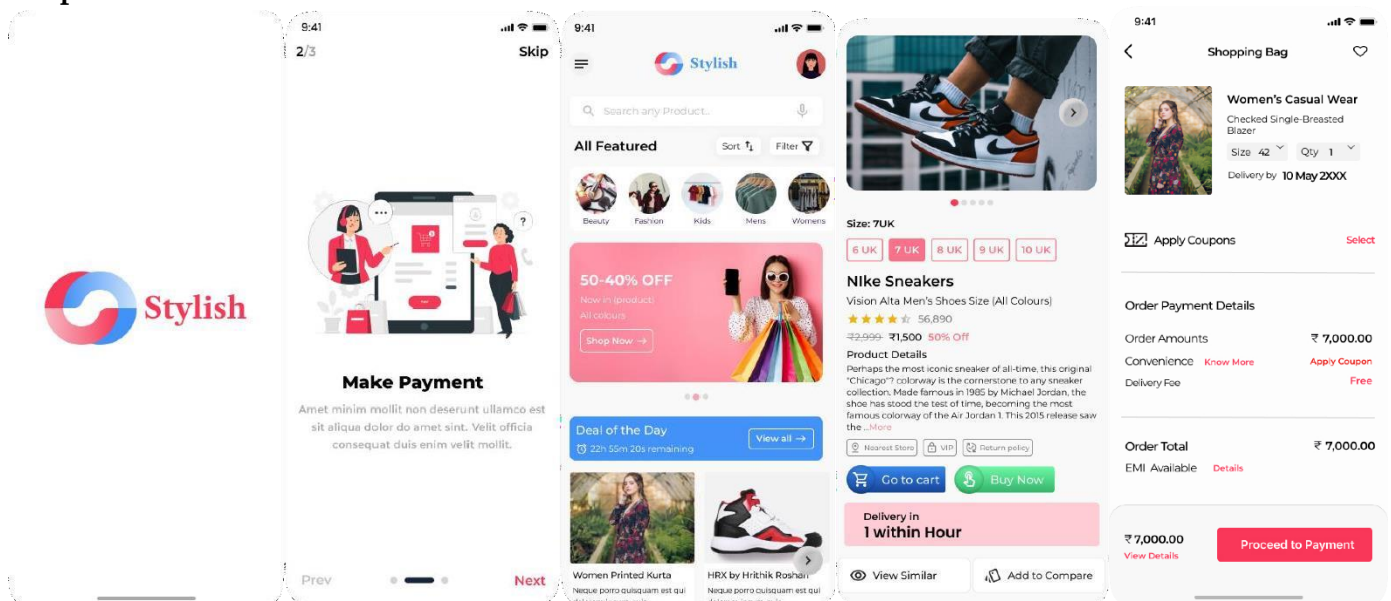 Stylish
9:41
2/3 Skip
?
Make Payment
Amet minim mollit non deserunt ullamco est
sit aliqua dolor do amet sint. Velit officia
consequat duis enim velit mollit.
Prev Next
9:41
Stylish
Search any Product..
All Featured Sort Filter
Beauty Fashion Kids Mens Womens
50-40% OFF
Now in (product)
All colours
Shop Now →
Deal of the Day
22h 55m 20s remaining
View all →
Women Printed Kurta
Neque porro quisquam est qui
HRX by Hrithik Roshan
Neque porro quisquam est qui
Size: 7UK
6 UK 7 UK 8 UK 9 UK 10 UK
NIke Sneakers
Vision Alta Men's Shoes Size (All Colours)
56,890
₹2,999 ₹1,500 50% Off
Product Details
Perhaps the most iconic sneaker of all-time, this original
"Chicago"? colorway is the cornerstone to any sneaker
collection. Made famous in 1985 by Michael Jordan, the
shoe has stood the test of time, becoming the most
famous colorway of the Air Jordan 1. This 2015 release saw
the ...More
Nearest Store VIP Return policy
Go to cart Buy Now
Delivery in
1 within Hour
View Similar Add to Compare
9:41
Shopping Bag
Women's Casual Wear
Checked Single-Breasted
Blazer
Size 42 Qty 1
Delivery by 10 May 2XXX
Apply Coupons Select
Order Payment Details
Order Amounts ₹ 7,000.00
Convenience Know More Apply Coupon
Delivery Fee Free
Order Total ₹ 7,000.00
EMI Available Details
₹ 7,000.00
View Details
Proceed to Payment